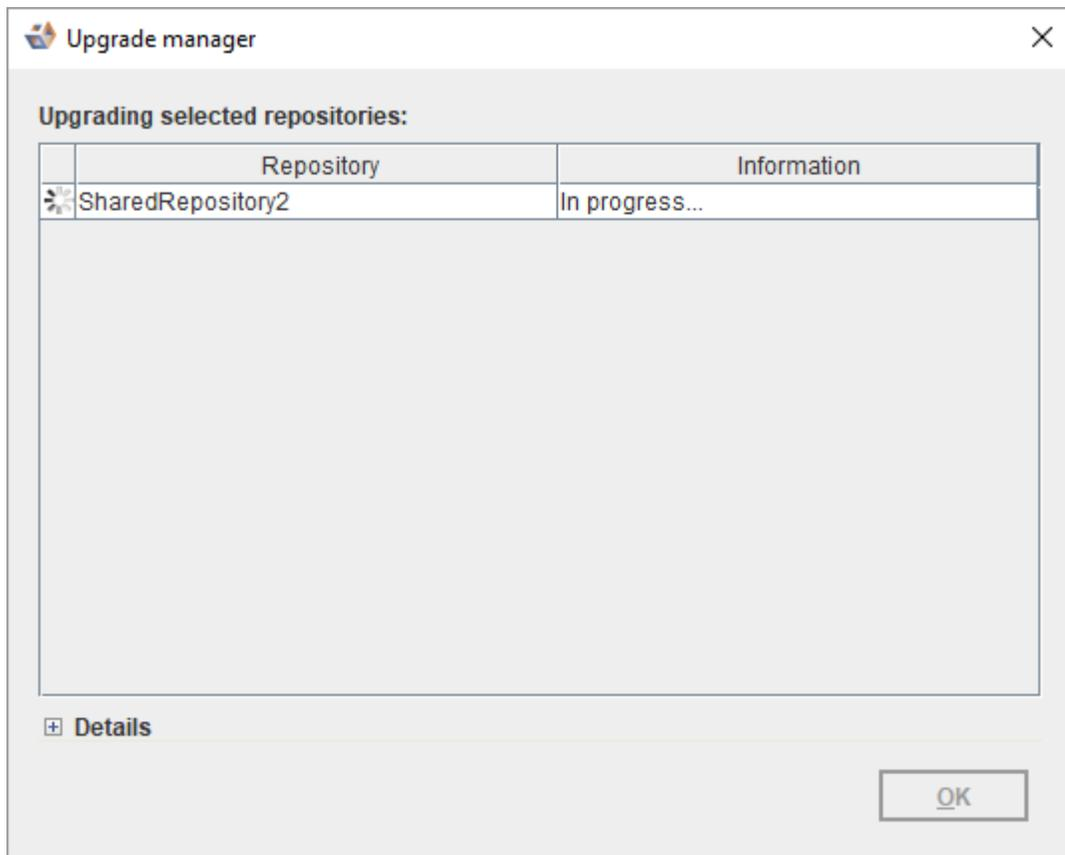 Upgrade manager
Upgrading selected repositories:
Repository Information
SharedRepository2 In progress...
Details
OK